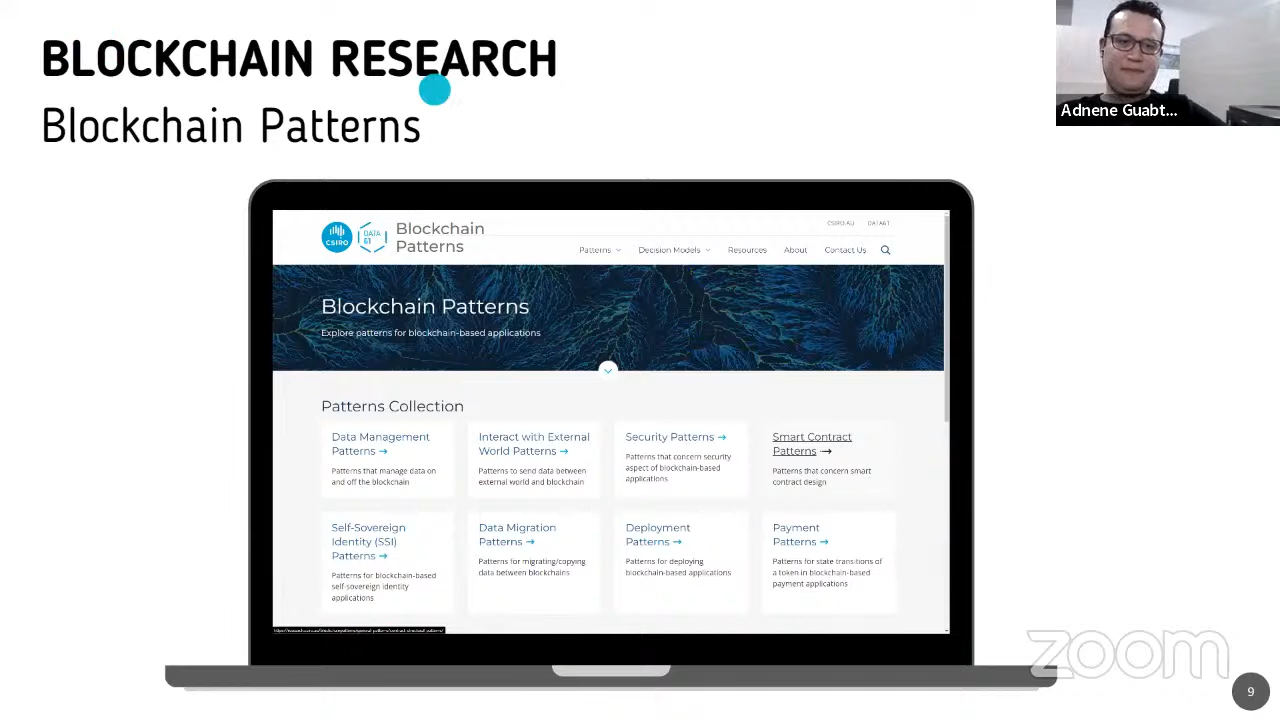 BLOCKCHAIN RESEARCH
Blockchain Patterns
Adnene Guabt...
CSIRO
DATA
61
Blockchain
Patterns
CSIRO.AU DATA61
Patterns Decision Models Resources About Contact Us
Blockchain Patterns
Explore patterns for blockchain-based applications
Patterns Collection
Data Management
Patterns →
Patterns that manage data on
and off the blockchain
Interact with External
World Patterns →
Patterns to send data between
external world and blockchain
Security Patterns →
Patterns that concern security
aspect of blockchain-based
applications
Smart Contract
Patterns →
Patterns that concern smart
contract design
Self-Sovereign
Identity (SSI)
Patterns →
Patterns for blockchain-based
self-sovereign identity
applications
Data Migration
Patterns →
Patterns for migrating/copying
data between blockchains
Deployment
Patterns →
Patterns for deploying
blockchain-based applications
Payment
Patterns →
Patterns for state transitions of
a token in blockchain-based
payment applications
zoom
9